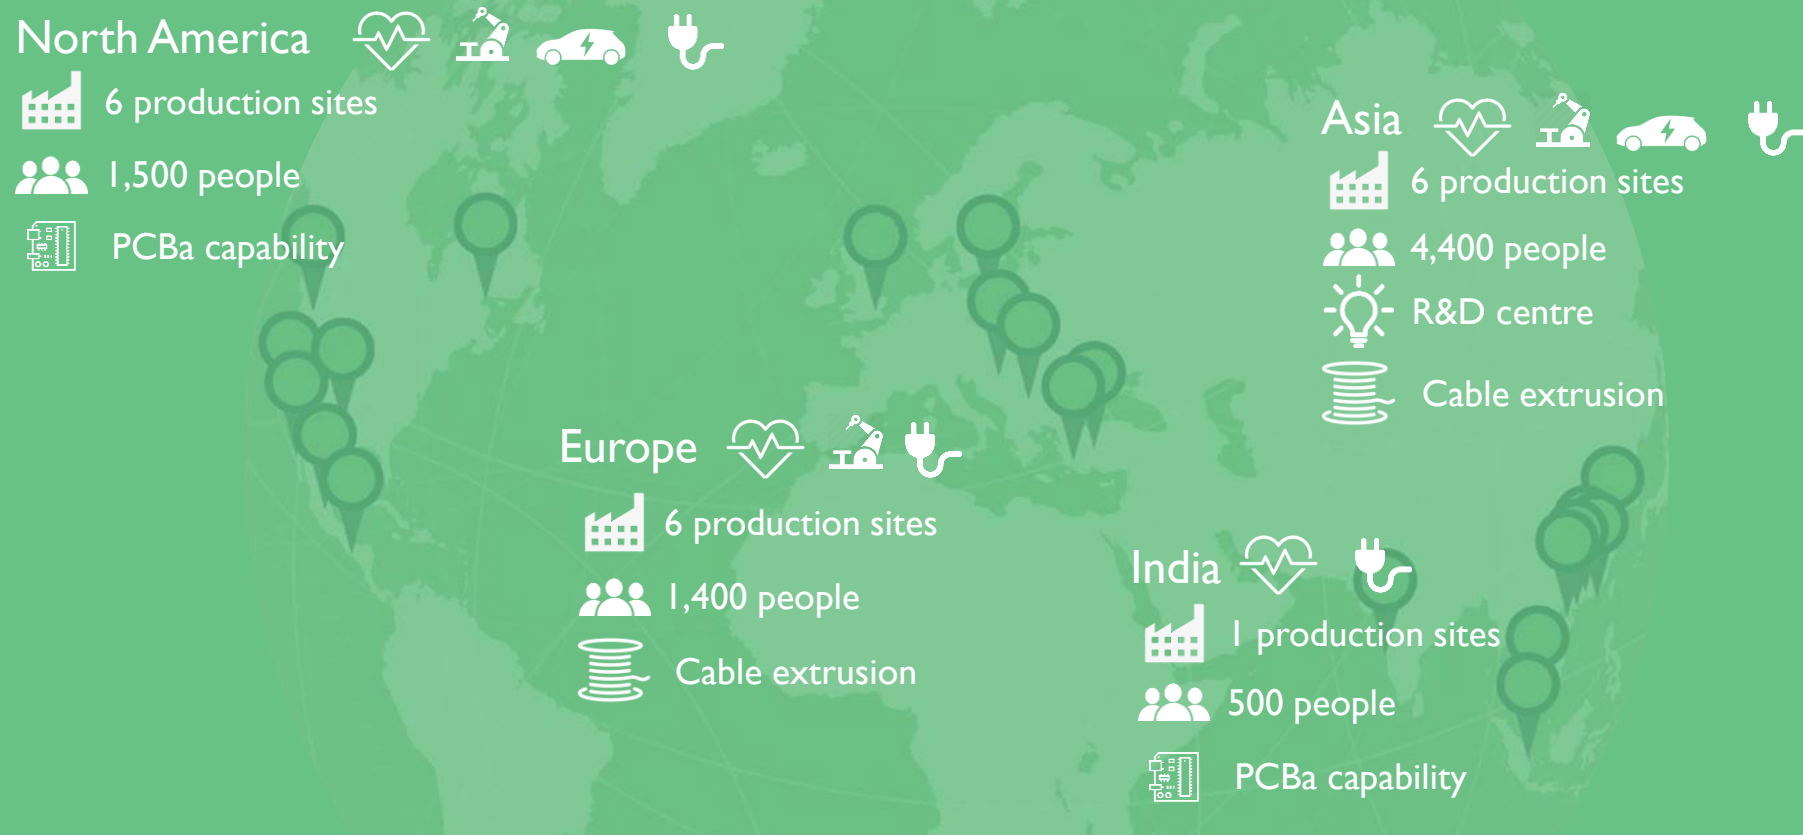 North America
6 production sites
1,500 people
PCBa capability
Asia
6 production sites
4,400 people
R&D centre
Cable extrusion
Europe
6 production sites
1,400 people
Cable extrusion
India
1 production sites
500 people
PCBa capability